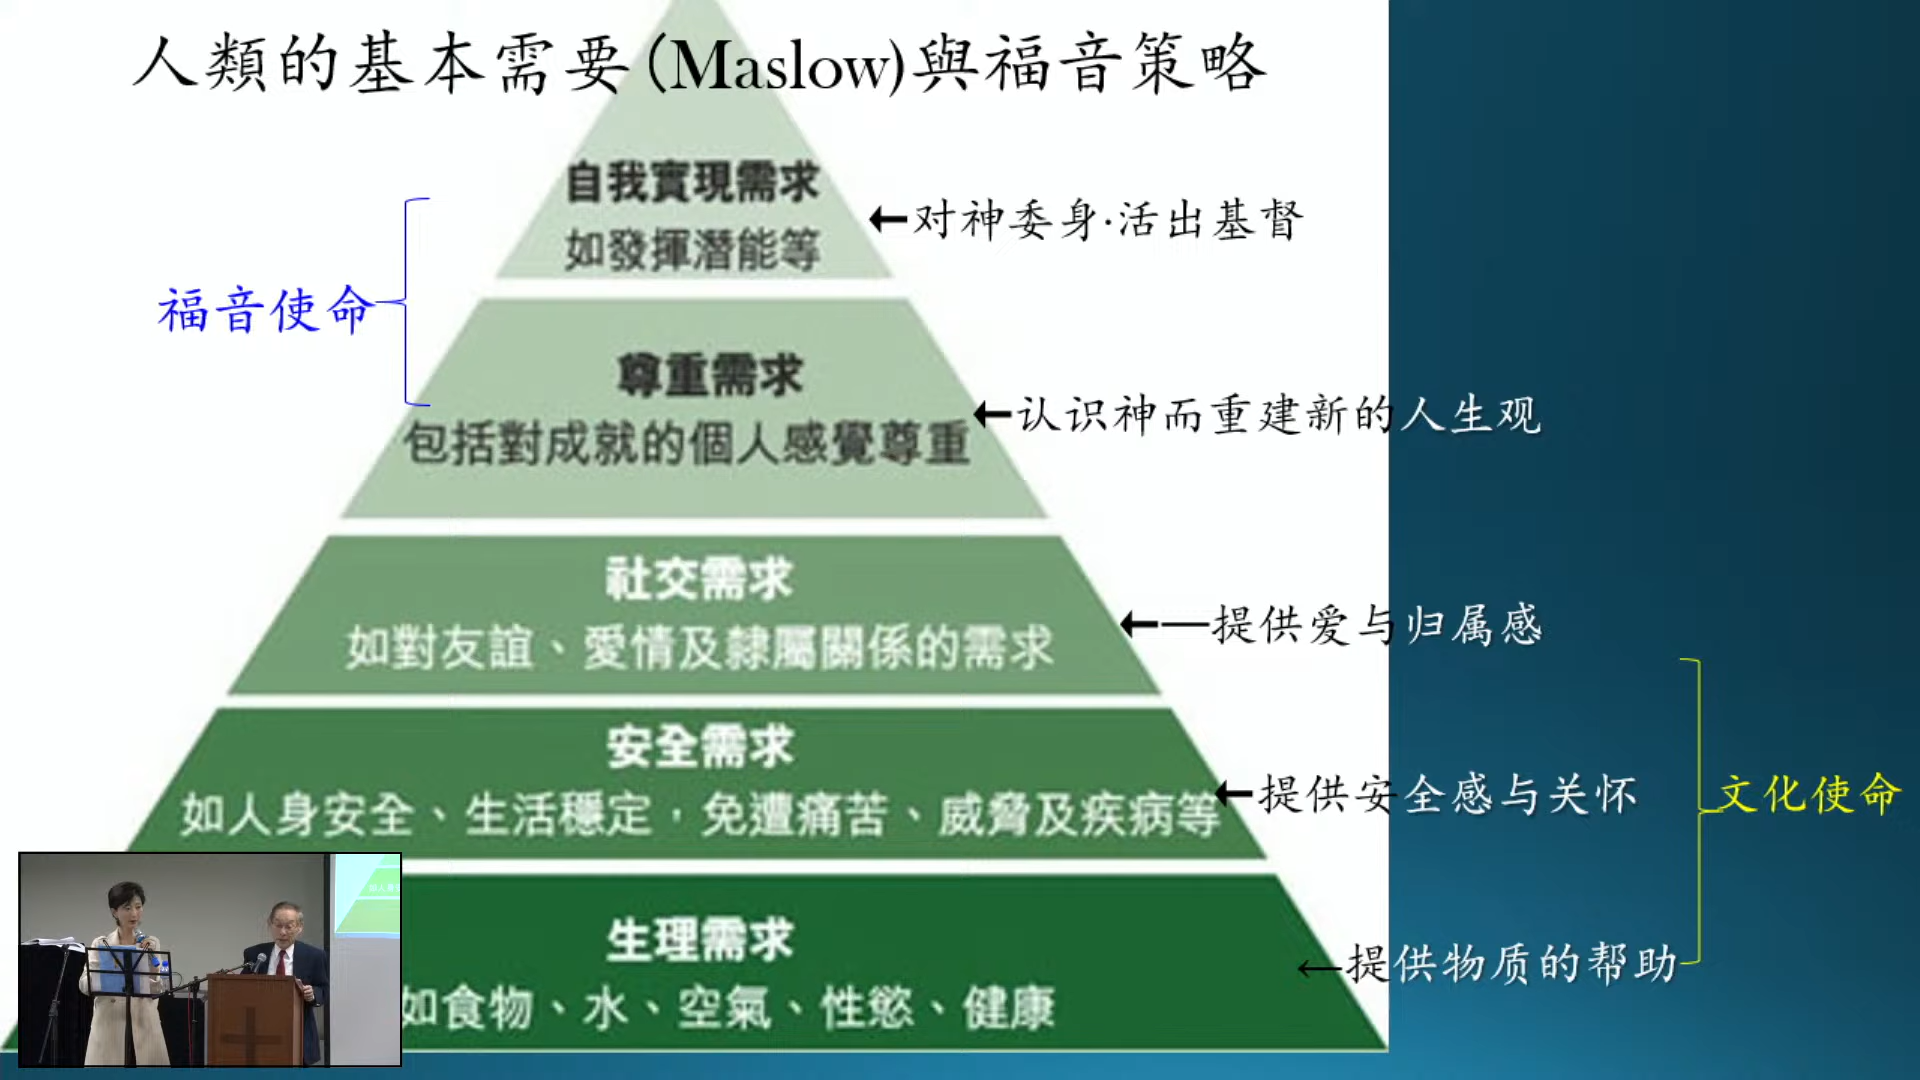 人類的基本需要(Maslow)與福音策略
自我實現需求
如發揮潛能等
←对神委身·活出基督
福音使命
尊重需求
包括對成就的個人感覺尊重
←认识神而重建新的人生观
社交需求
如對友誼、愛情及隸屬關係的需求
←—提供爱与归属感
安全需求
如人身安全、生活穩定，免遭痛苦、威脅及疾病等
←提供安全感与关怀
文化使命
生理需求
如食物、水、空氣、性慾、健康
←提供物质的帮助